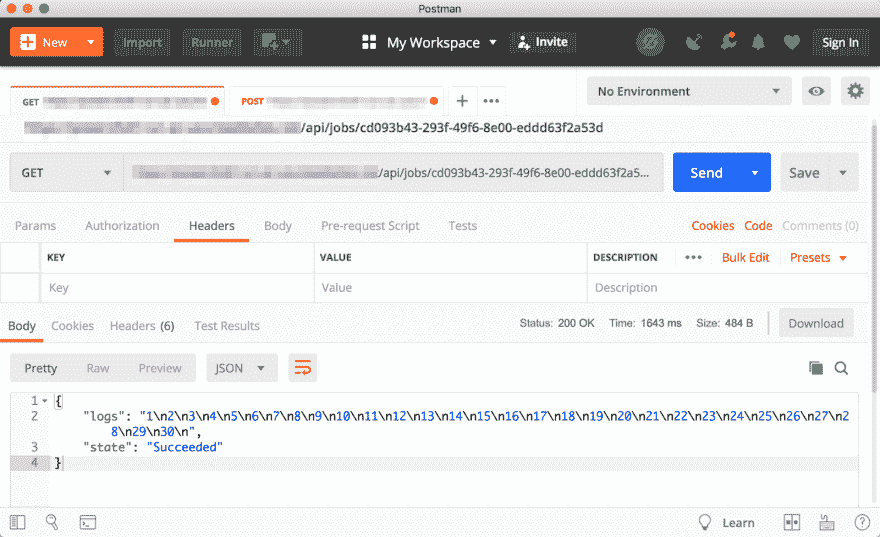 Postman
New Import Runner My Workspace Invite Sign In
GET POST No Environment
/api/jobs/cd093b43-293f-49f6-8e00-eddd63f2a53d
GET /api/jobs/cd093b43-293f-49f6-8e00-eddd63f2a5... Send Save
Params Authorization Headers Body Pre-request Script Tests Cookies Code Comments (0)
KEY VALUE DESCRIPTION Bulk Edit Presets
Key Value Description
Body Cookies Headers (6) Test Results Status: 200 OK Time: 1643 ms Size: 484 B Download
Pretty Raw Preview JSON
1 {
2 "logs": "1\n2\n3\n4\n5\n6\n7\n8\n9\n10\n11\n12\n13\n14\n15\n16\n17\n18\n19\n20\n21\n22\n23\n24\n25\n26\n27\n2
8\n29\n30\n",
3 "state": "Succeeded"
4 }
Learn